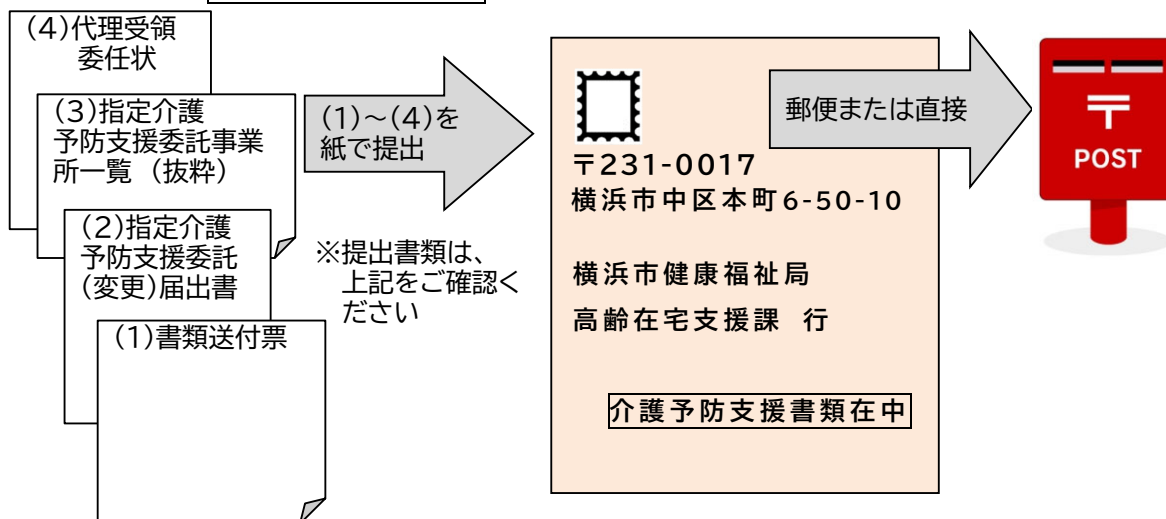 (4)代理受領
委任状
(3)指定介護
予防支援委託事業
所一覧（抜粋）
(2)指定介護
予防支援委託
(変更)届出書
(1)書類送付票
(1)～(4)を
紙で提出
※提出書類は、
上記をご確認く
ださい
〒231-0017
横浜市中区本町6-50-10
横浜市健康福祉局
高齢在宅支援課　行
介護予防支援書類在中
郵便または直接
〒
POST